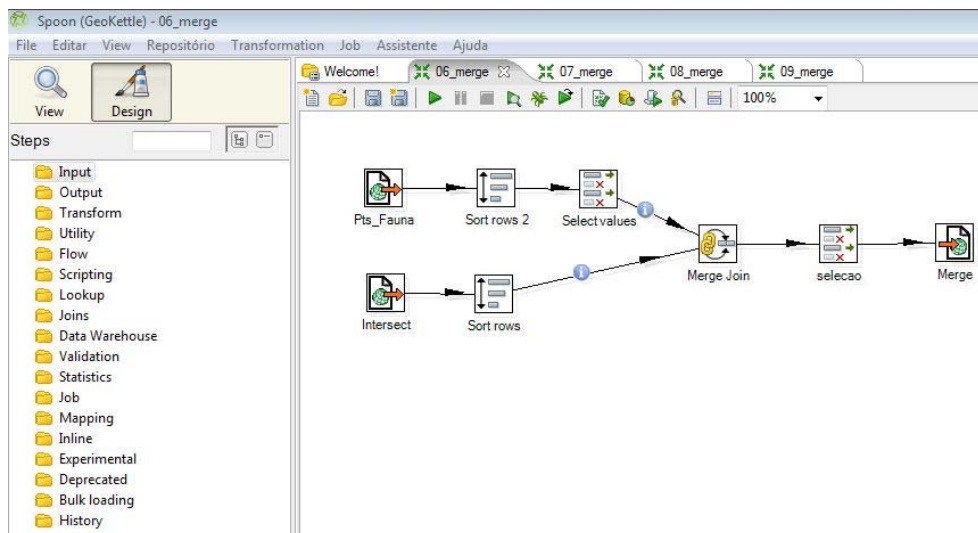 Spoon (GeoKettle) - 06_merge
File Editar View Repositório Transformation Job Assistente Ajuda
View Design
Steps
Input
Output
Transform
Utility
Flow
Scripting
Lookup
Joins
Data Warehouse
Validation
Statistics
Job
Mapping
Inline
Experimental
Deprecated
Bulk loading
History
Welcome! 06_merge 07_merge 08_merge 09_merge
100%
Pts_Fauna Sort rows 2 Select values
Merge Join selecao Merge
Intersect Sort rows